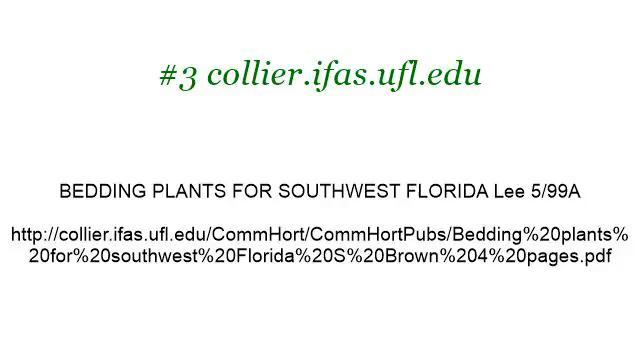 #3 collier.ifas.ufl.edu
BEDDING PLANTS FOR SOUTHWEST FLORIDA Lee 5/99A
http://collier.ifas.ufl.edu/CommHort/CommHortPubs/Bedding%20plants%
20for%20southwest%20Florida%20S%20Brown%204%20pages.pdf